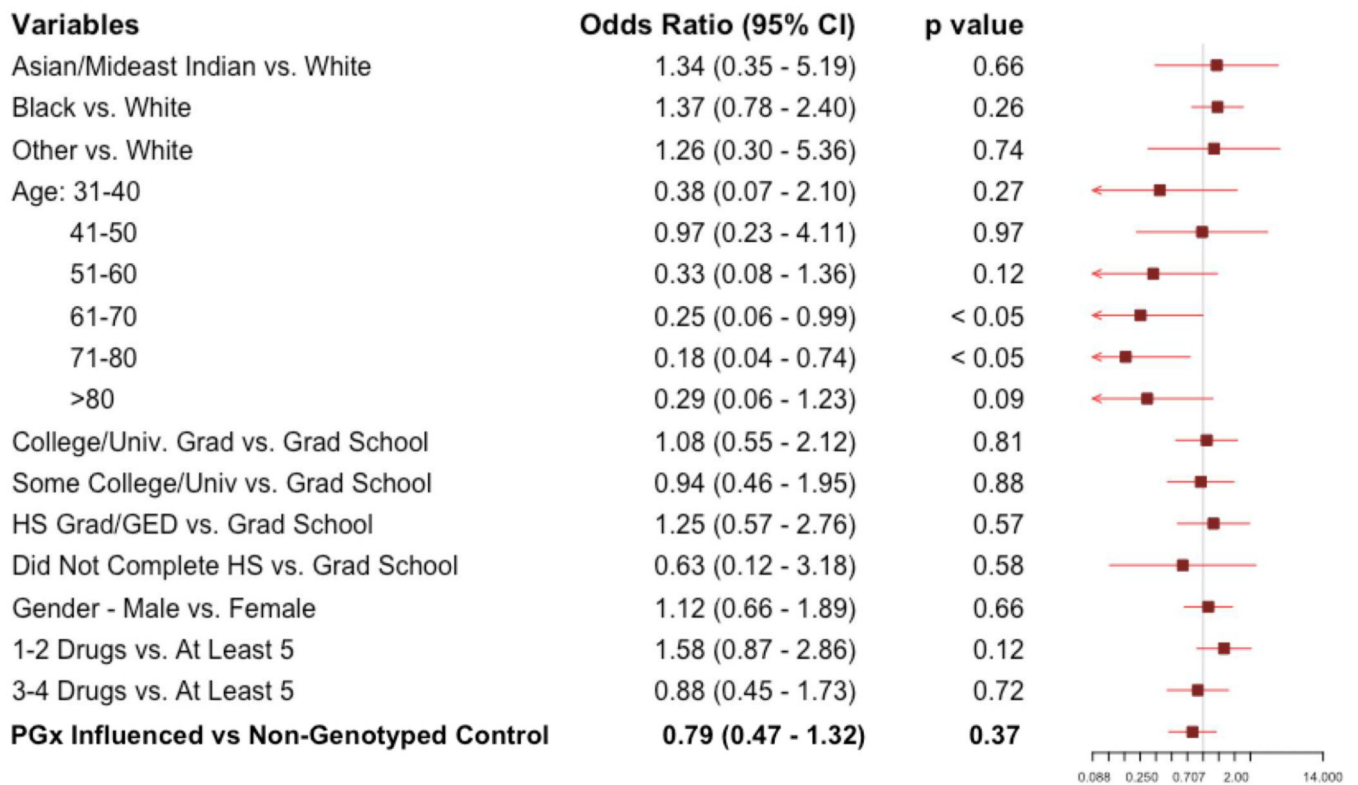 Variables Odds Ratio (95% CI) p value
Asian/Mideast Indian vs. White 1.34 (0.35 - 5.19) 0.66
Black vs. White 1.37 (0.78 - 2.40) 0.26
Other vs. White 1.26 (0.30 - 5.36) 0.74
Age: 31-40 0.38 (0.07 - 2.10) 0.27
41-50 0.97 (0.23 - 4.11) 0.97
51-60 0.33 (0.08 - 1.36) 0.12
61-70 0.25 (0.06 - 0.99) < 0.05
71-80 0.18 (0.04 - 0.74) < 0.05
>80 0.29 (0.06 - 1.23) 0.09
College/Univ. Grad vs. Grad School 1.08 (0.55 - 2.12) 0.81
Some College/Univ vs. Grad School 0.94 (0.46 - 1.95) 0.88
HS Grad/GED vs. Grad School 1.25 (0.57 - 2.76) 0.57
Did Not Complete HS vs. Grad School 0.63 (0.12 - 3.18) 0.58
Gender - Male vs. Female 1.12 (0.66 - 1.89) 0.66
1-2 Drugs vs. At Least 5 1.58 (0.87 - 2.86) 0.12
3-4 Drugs vs. At Least 5 0.88 (0.45 - 1.73) 0.72
PGx Influenced vs Non-Genotyped Control 0.79 (0.47 - 1.32) 0.37
0.088 0.250 0.707 2.00 14.000